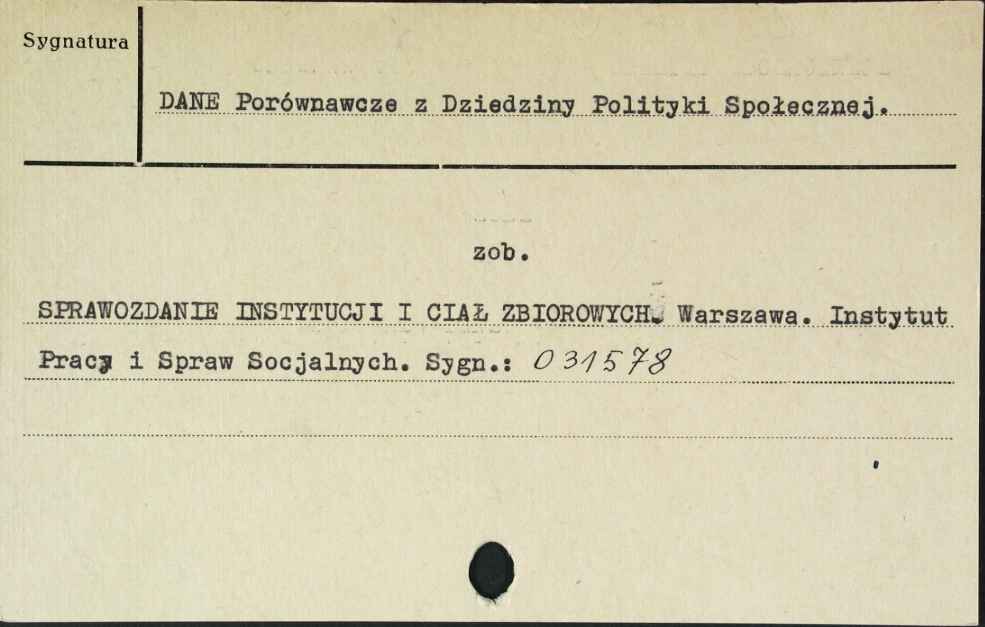 Sygnatura
DANE Porównawcze z Dziedziny Polityki Społecznej.
zob.
SPRAWOZDANIE INSTYTUCJI I CIAŁ ZBIOROWYCH. Warszawa. Instytut
Pracy i Spraw Socjalnych. Sygn.: 031578